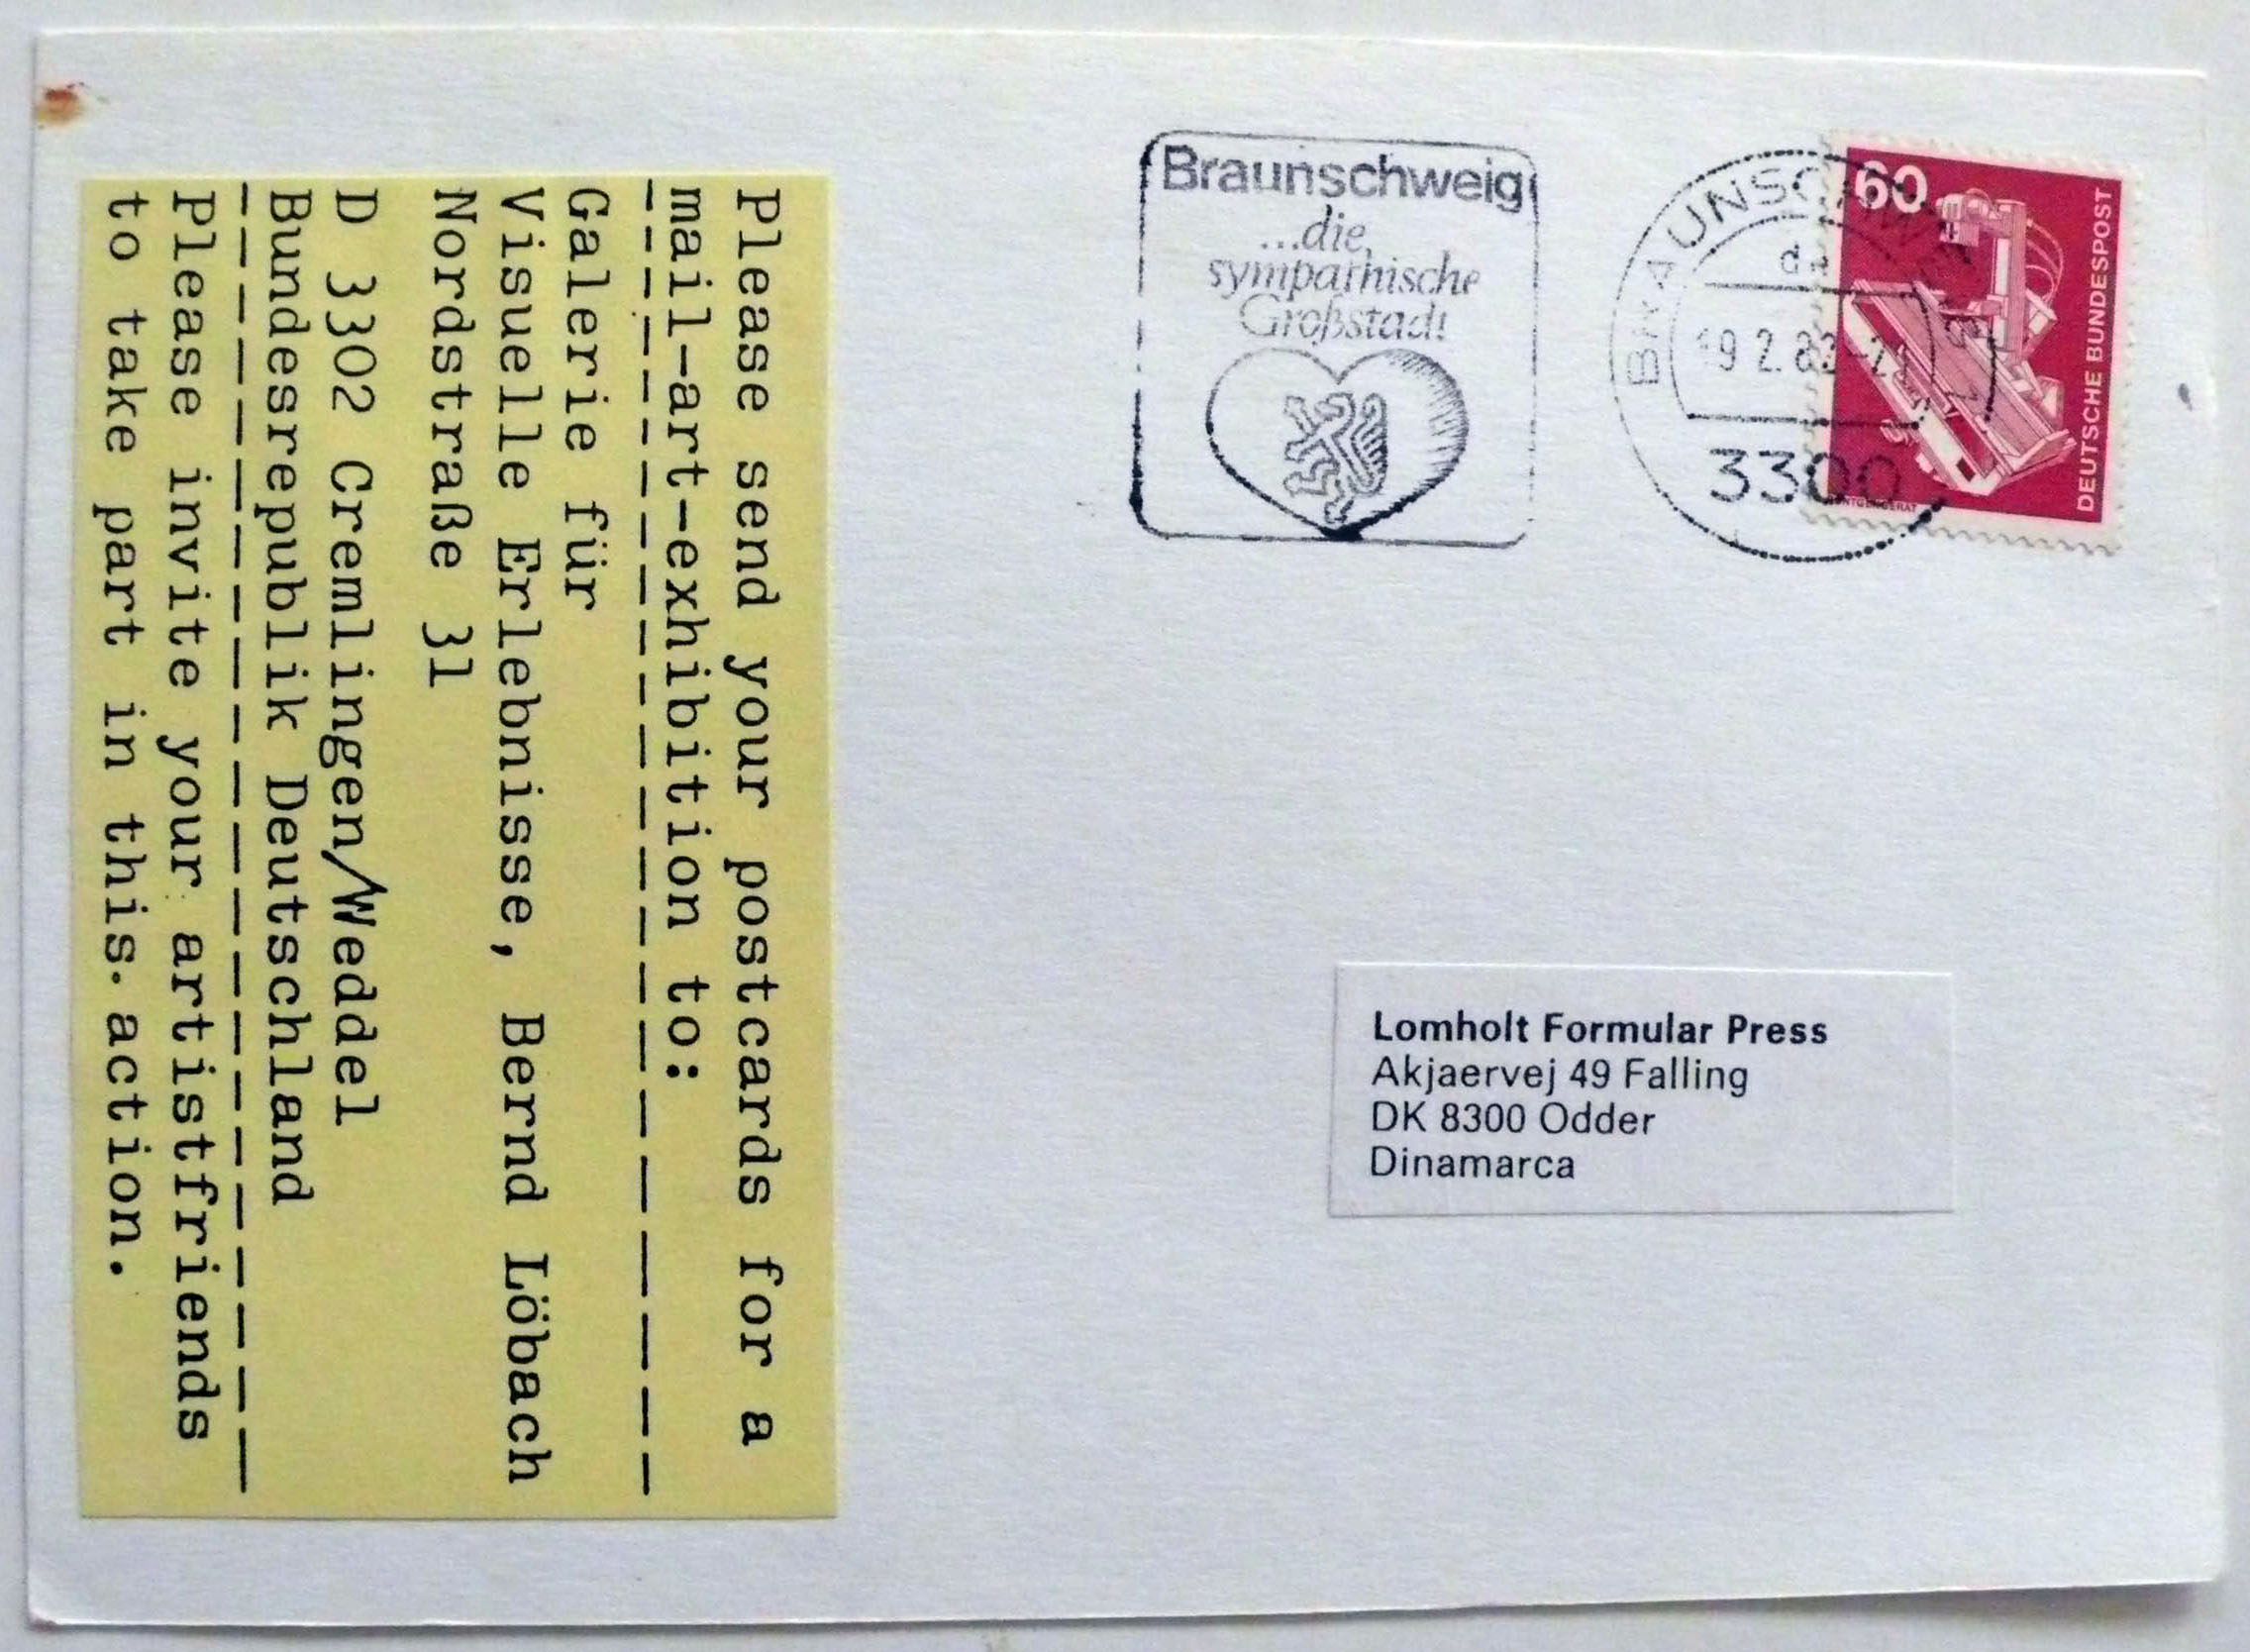 Please send your postcards for a
mail-art-exhibition to:
Galerie für
Visuelle Erlebnisse, Bernd Löbach
Nordstraße 31
D 3302 Cremlingen/Weddel
Bundesrepublik Deutschland
Please invite your artistfriends
to take part in this. action.
Braunschweig
...die
sympathische
Großstadt
BRAUNSCHWEIG
3300
60
DEUTSCHE BUNDESPOST
Lomholt Formular Press
Akjaervej 49 Falling
DK 8300 Odder
Dinamarca